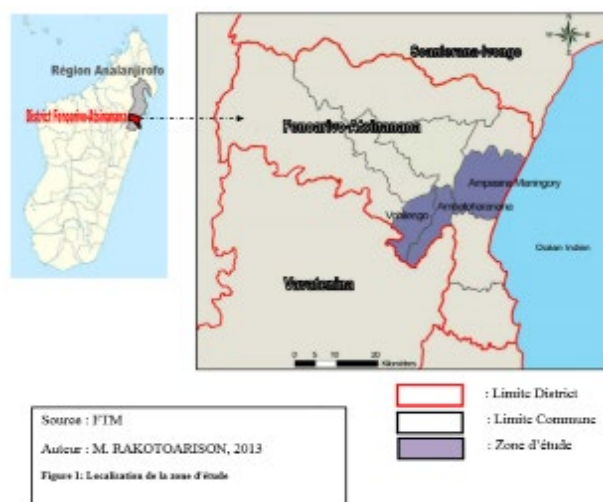 Région Analanjirofo
District Fenoarivo-Atsinanana
Soanierana-Ivongo
Fenoarivo-Atsinanana
Ampasina Maningory
Ambatoharanana
Vohilengo
Océan Indien
Vavatenina
0 5 10 20
Kilomètres
: Limite District
: Limite Commune
: Zone d'étude
Source : FTM
Auteur : M. RAKOTOARISON, 2013
Figure 1: Localisation de la zone d'étude